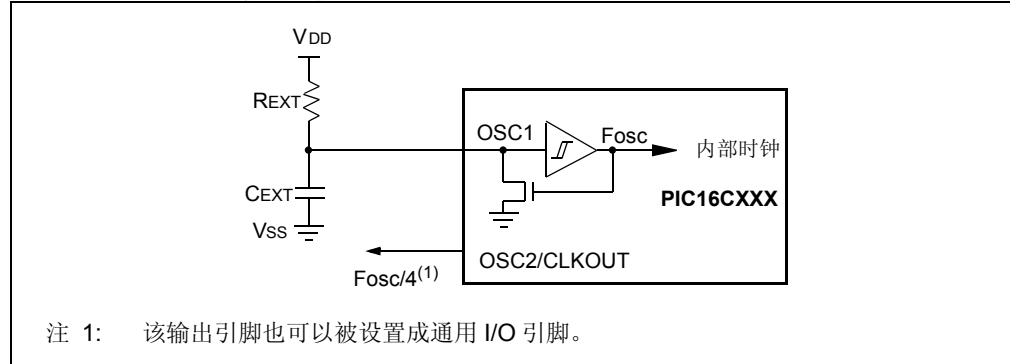 VDD
REXT
OSC1
Fosc
内部时钟
CEXT
PIC16CXXX
Vss
OSC2/CLKOUT
Fosc/4(1)
注 1: 该输出引脚也可以被设置成通用 I/O 引脚。